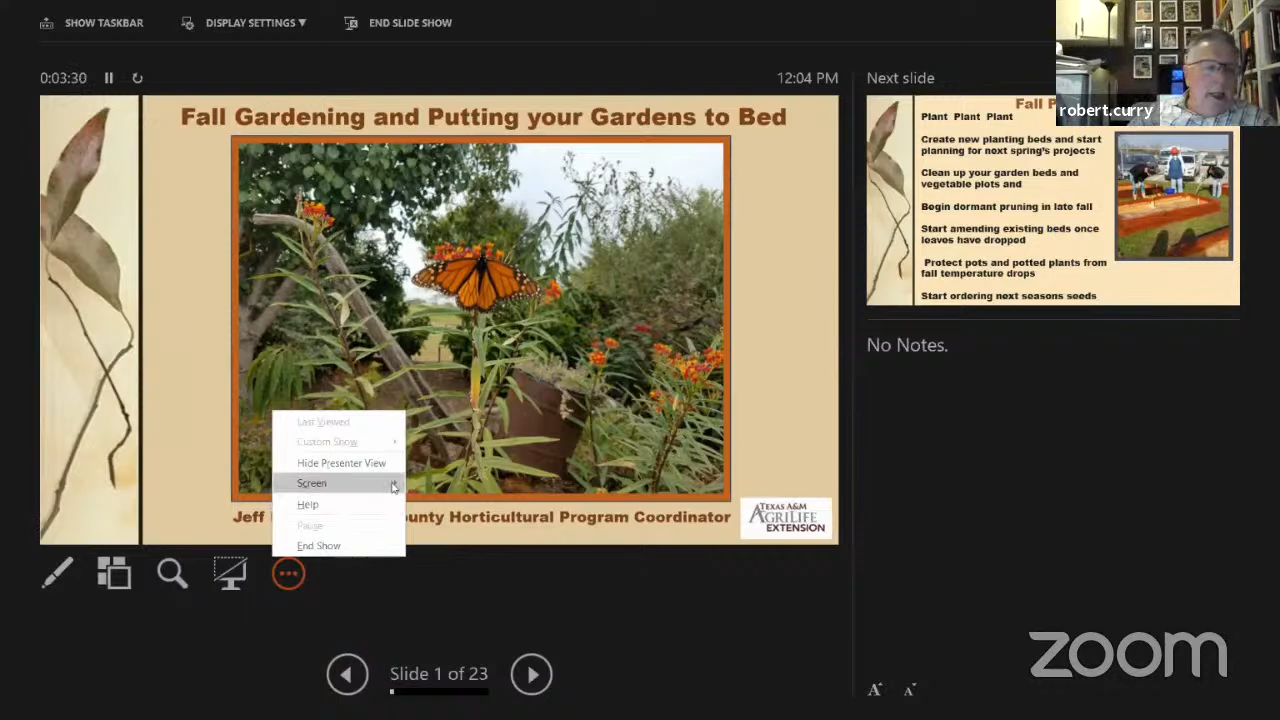 SHOW TASKBAR
DISPLAY SETTINGS ▼
END SLIDE SHOW
0:03:30
12:04 PM
Fall Gardening and Putting your Gardens to Bed
Jeff
ounty Horticultural Program Coordinator
TEXAS A&M
AGRILIFE
EXTENSION
Last Viewed
Custom Show
Hide Presenter View
Screen
Help
Pause
End Show
Slide 1 of 23
Next slide
robert.curry
Fall
Plant Plant Plant
Create new planting beds and start
planning for next spring's projects
Clean up your garden beds and
vegetable plots and
Begin dormant pruning in late fall
Start amending existing beds once
leaves have dropped
Protect pots and potted plants from
fall temperature drops
Start ordering next seasons seeds
No Notes.
A A
zoom